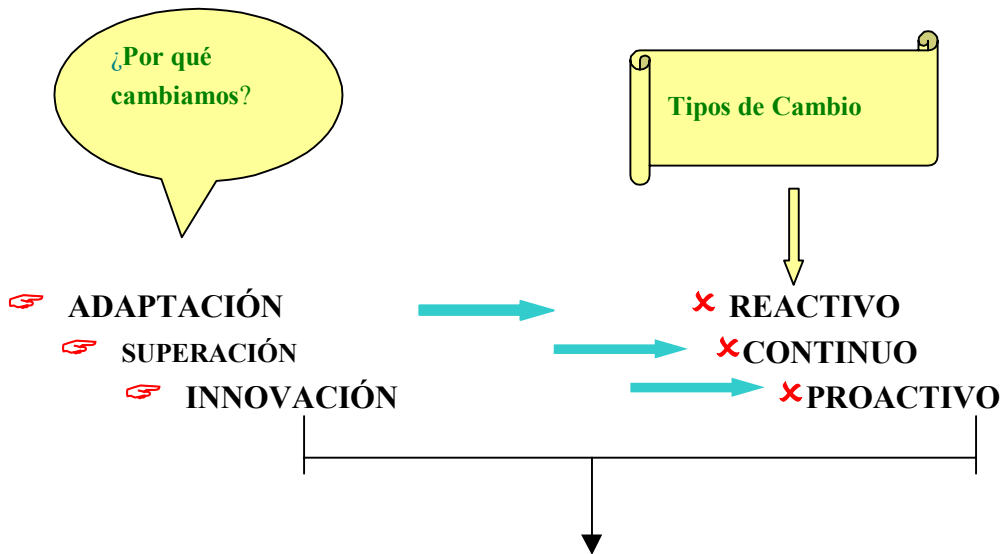 ¿Por qué
cambiamos?
Tipos de Cambio
ADAPTACIÓN
REACTIVO
SUPERACIÓN
CONTINUO
INNOVACIÓN
PROACTIVO